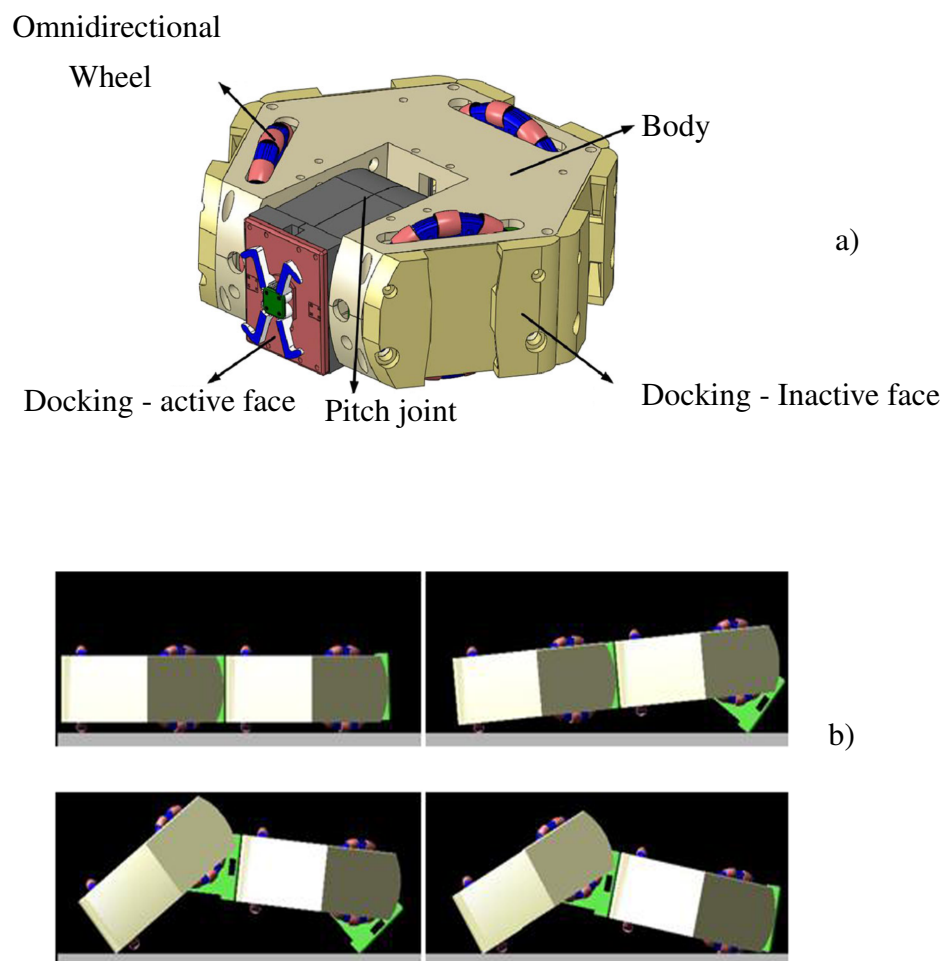 Omnidirectional
Wheel
Body
a)
Docking - active face
Pitch joint
Docking - Inactive face
b)